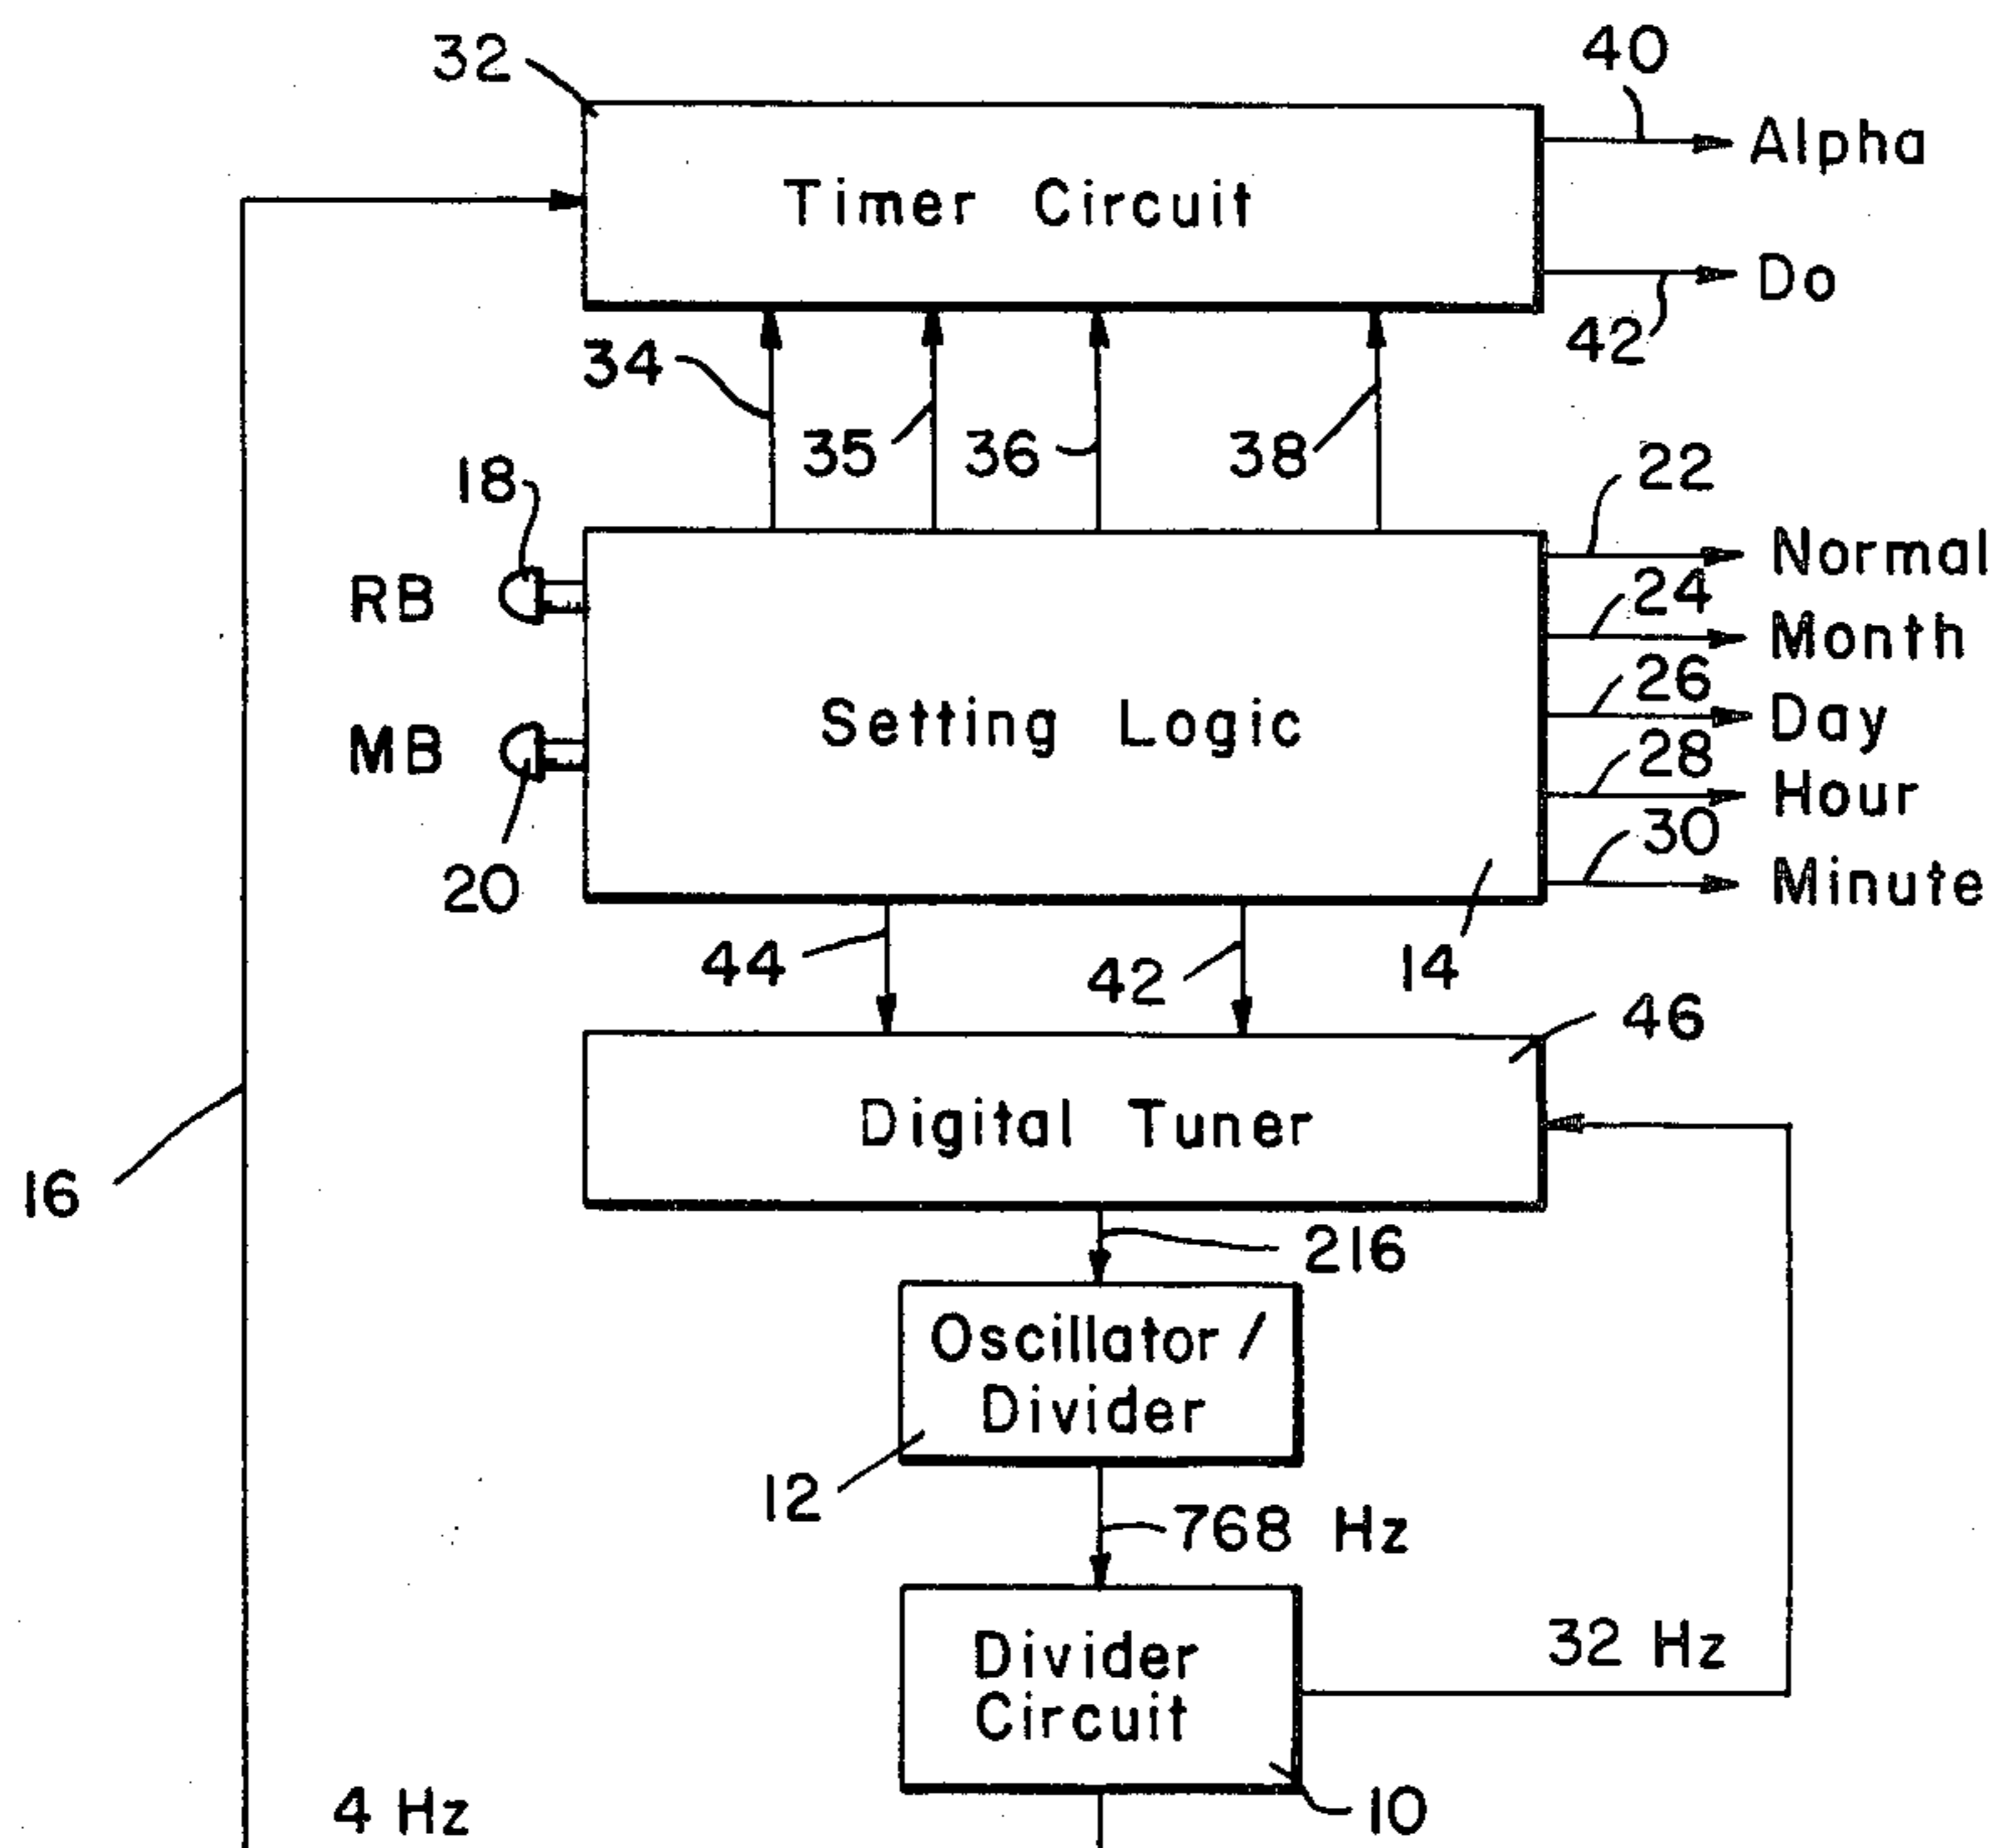 32
40
Timer Circuit
Alpha
Do
42
34
35
36
38
18
22
RB
Normal
24
Month
26
MB
Setting Logic
Day
28
Hour
20
30
Minute
44
42
14
46
Digital Tuner
16
216
Oscillator /
Divider
12
768 Hz
Divider
Circuit
32 Hz
4 Hz
10